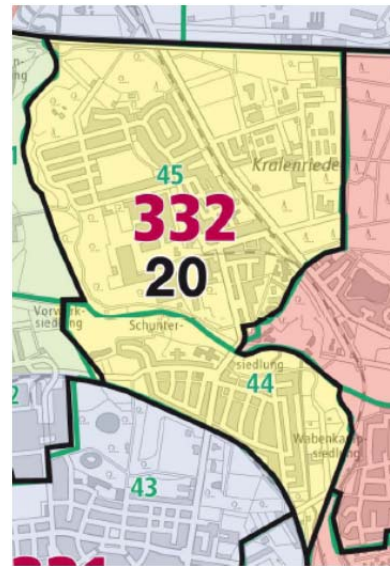 45
Kralenriede
332
20
Vorwerk-
siedlung
Schunter-
siedlung
44
Wabenkamp-
siedlung
43